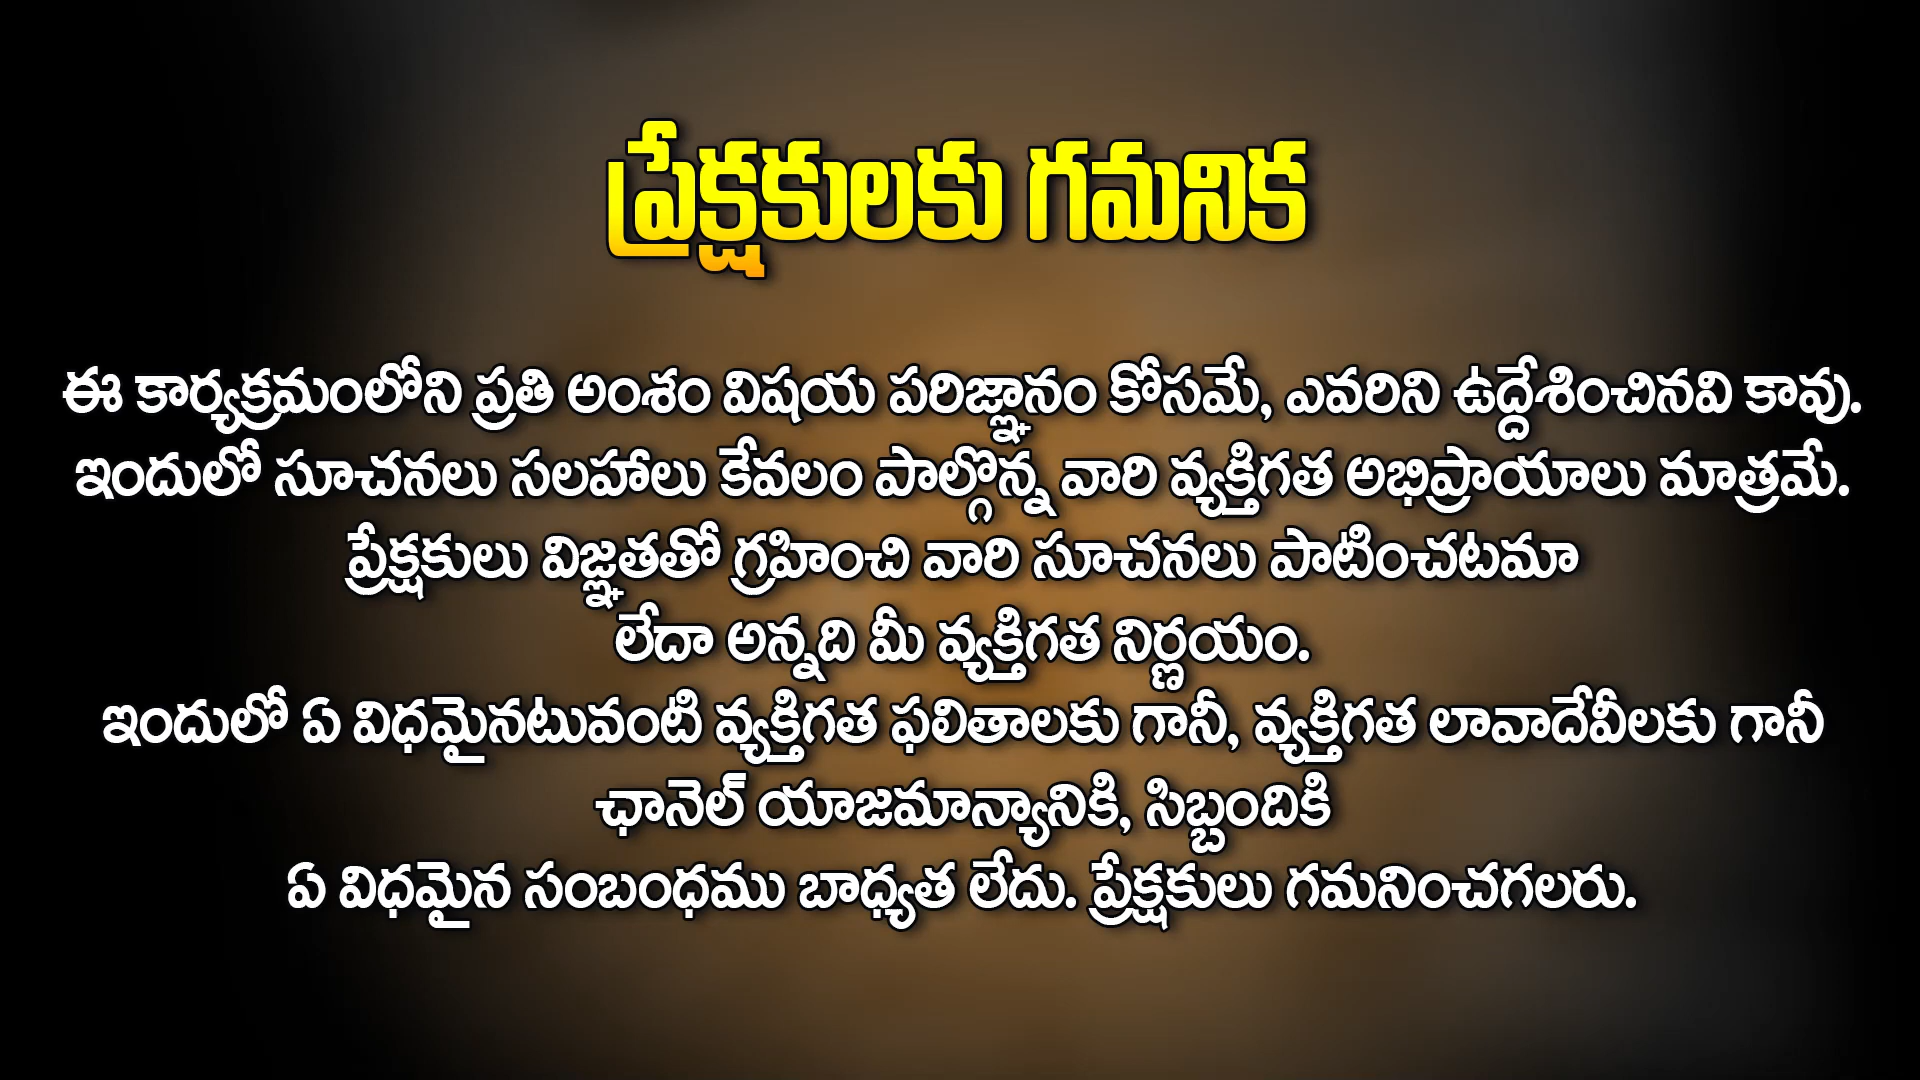 ప్రేక్షకులకు గమనిక
ఈ కార్యక్రమంలోని ప్రతి అంశం విషయ పరిజ్ఞానం కోసమే, ఎవరిని ఉద్దేశించినవి కావు.
ఇందులో సూచనలు సలహాలు కేవలం పాల్గొన్న వారి వ్యక్తిగత అభిప్రాయాలు మాత్రమే.
ప్రేక్షకులు విజ్ఞతతో గ్రహించి వారి సూచనలు పాటించటమా
లేదా అన్నది మీ వ్యక్తిగత నిర్ణయం.
ఇందులో ఏ విధమైనటువంటి వ్యక్తిగత ఫలితాలకు గానీ, వ్యక్తిగత లావాదేవీలకు గానీ
ఛానెల్ యాజమాన్యానికి, సిబ్బందికి
ఏ విధమైన సంబంధము బాధ్యత లేదు. ప్రేక్షకులు గమనించగలరు.